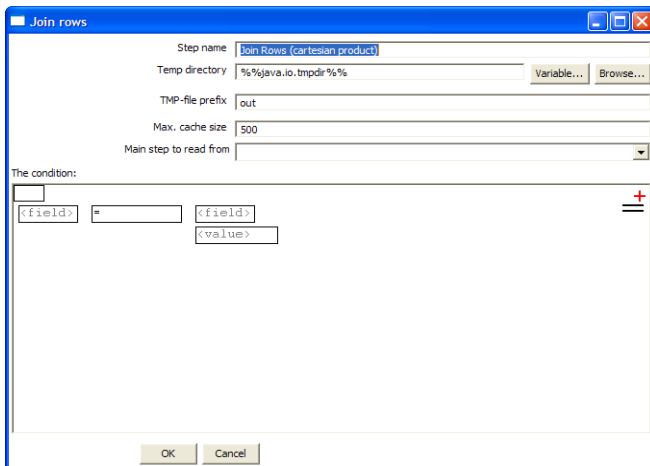 Join rows
Step name Join Rows (cartesian product)
Temp directory %%java.io.tmpdir%% Variable... Browse...
TMP-file prefix out
Max. cache size 500
Main step to read from
The condition:
<field> = <field>
<value>
OK Cancel